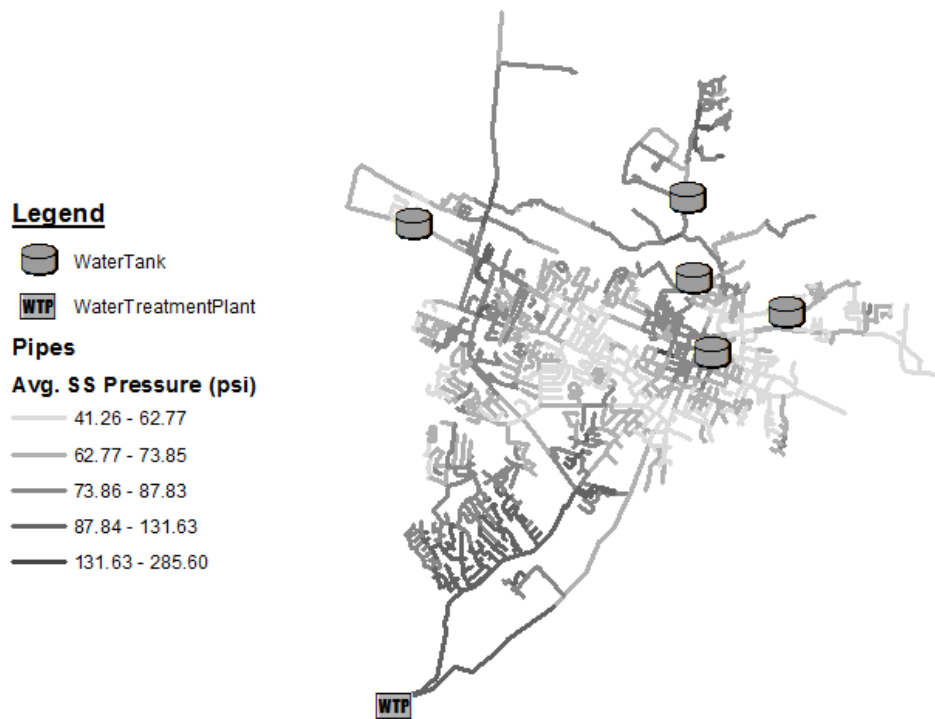 Legend
WaterTank
WTP WaterTreatmentPlant
Pipes
Avg. SS Pressure (psi)
41.26 - 62.77
62.77 - 73.85
73.86 - 87.83
87.84 - 131.63
131.63 - 285.60
WTP